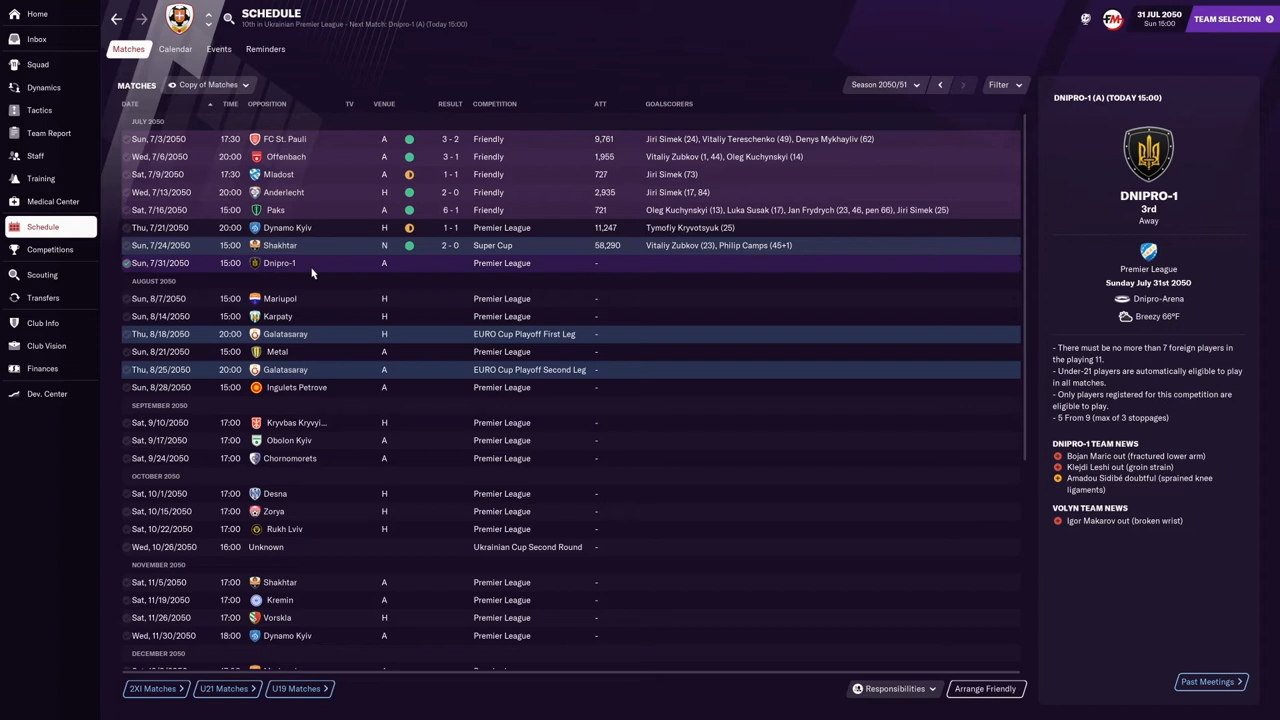 Home
Inbox
Squad
Dynamics
Tactics
Team Report
Staff
Training
Medical Center
Schedule
Competitions
Scouting
Transfers
Club Info
Club Vision
Finances
Dev. Center
SCHEDULE
10th in Ukrainian Premier League - Next Match: Dnipro-1 (A) (Today 15:00)
FM
31 JUL 2050
Sun 15:00
TEAM SELECTION
Matches Calendar Events Reminders
MATCHES Copy of Matches Season 2050/51 Filter
DATE TIME OPPOSITION TV VENUE RESULT COMPETITION ATT GOALSCORERS
JULY 2050
Sun, 7/3/2050 17:30 FC St. Pauli A 3 - 2 Friendly 9,761 Jiri Simek (24), Vitaliy Tereschenko (49), Denys Mykhayliv (62)
Wed, 7/6/2050 20:00 Offenbach A 3 - 1 Friendly 1,955 Vitaliy Zubkov (1, 44), Oleg Kuchynskyi (14)
Sat, 7/9/2050 17:30 Mladost A 1 - 1 Friendly 727 Jiri Simek (73)
Wed, 7/13/2050 20:00 Anderlecht H 2 - 0 Friendly 2,935 Jiri Simek (17, 84)
Sat, 7/16/2050 15:00 Paks A 6 - 1 Friendly 721 Oleg Kuchynskyi (13), Luka Susak (17), Jan Frydrych (23, 46, pen 66), Jiri Simek (25)
Thu, 7/21/2050 20:00 Dynamo Kyiv H 1 - 1 Premier League 11,247 Tymofiy Kryvotsyuk (25)
Sun, 7/24/2050 15:00 Shakhtar N 2 - 0 Super Cup 58,290 Vitaliy Zubkov (23), Philip Camps (45+1)
Sun, 7/31/2050 15:00 Dnipro-1 A Premier League -
AUGUST 2050
Sun, 8/7/2050 15:00 Mariupol H Premier League -
Sun, 8/14/2050 15:00 Karpaty H Premier League -
Thu, 8/18/2050 20:00 Galatasaray H EURO Cup Playoff First Leg -
Sun, 8/21/2050 15:00 Metal A Premier League -
Thu, 8/25/2050 20:00 Galatasaray A EURO Cup Playoff Second Leg -
Sun, 8/28/2050 15:00 Ingulets Petrove A Premier League -
SEPTEMBER 2050
Sat, 9/10/2050 17:00 Kryvbas Kryvyi... H Premier League -
Sat, 9/17/2050 17:00 Obolon Kyiv A Premier League -
Sat, 9/24/2050 17:00 Chornomorets A Premier League -
OCTOBER 2050
Sat, 10/1/2050 17:00 Desna H Premier League -
Sat, 10/15/2050 17:00 Zorya H Premier League -
Sat, 10/22/2050 17:00 Rukh Lviv H Premier League -
Wed, 10/26/2050 16:00 Unknown Ukrainian Cup Second Round -
NOVEMBER 2050
Sat, 11/5/2050 17:00 Shakhtar A Premier League -
Sat, 11/19/2050 17:00 Kremin A Premier League -
Sat, 11/26/2050 17:00 Vorskla H Premier League -
Wed, 11/30/2050 18:00 Dynamo Kyiv A Premier League -
DECEMBER 2050
2XI Matches U21 Matches U19 Matches Responsibilities Arrange Friendly
DNIPRO-1 (A) (TODAY 15:00)
DNIPRO-1
3rd
Away
Premier League
Sunday July 31st 2050
Dnipro-Arena
Breezy 66°F
- There must be no more than 7 foreign players in
the playing 11.
- Under-21 players are automatically eligible to play
in all matches.
- Only players registered for this competition are
eligible to play.
- 5 From 9 (max of 3 stoppages)
DNIPRO-1 TEAM NEWS
Bojan Maric out (fractured lower arm)
Klejdi Leshi out (groin strain)
Amadou Sidibé doubtful (sprained knee
ligaments)
VOLYN TEAM NEWS
Igor Makarov out (broken wrist)
Past Meetings